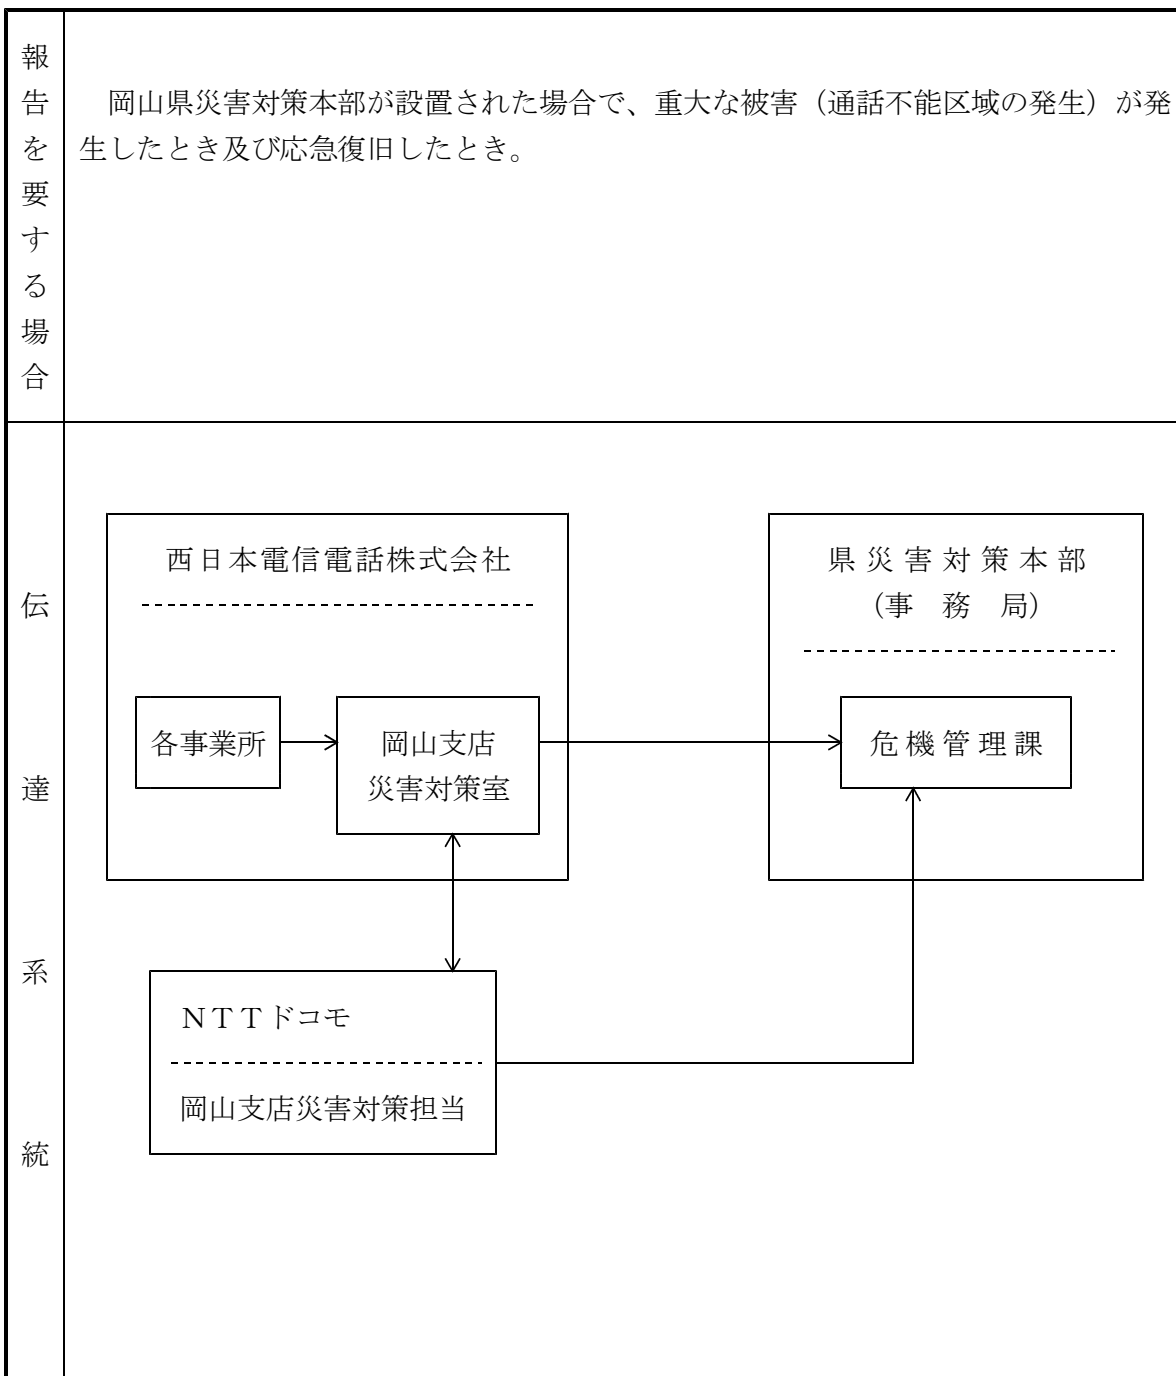 報告を要する場合
　岡山県災害対策本部が設置された場合で、重大な被害（通話不能区域の発生）が発
生したとき及び応急復旧したとき。
伝達系統
西日本電信電話株式会社
県災害対策本部
（事　務　局）
各事業所
岡山支店
災害対策室
危機管理課
ＮＴＴドコモ
岡山支店災害対策担当